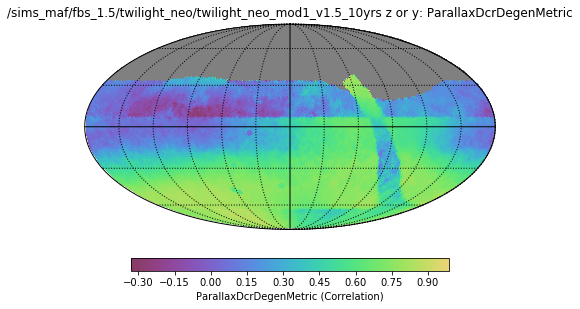 /sims_maf/fbs_1.5/twilight_neo/twilight_neo_mod1_v1.5_10yrs z or y: ParallaxDcrDegenMetric
−0.30 −0.15 0.00 0.15 0.30 0.45 0.60 0.75 0.90
ParallaxDcrDegenMetric (Correlation)